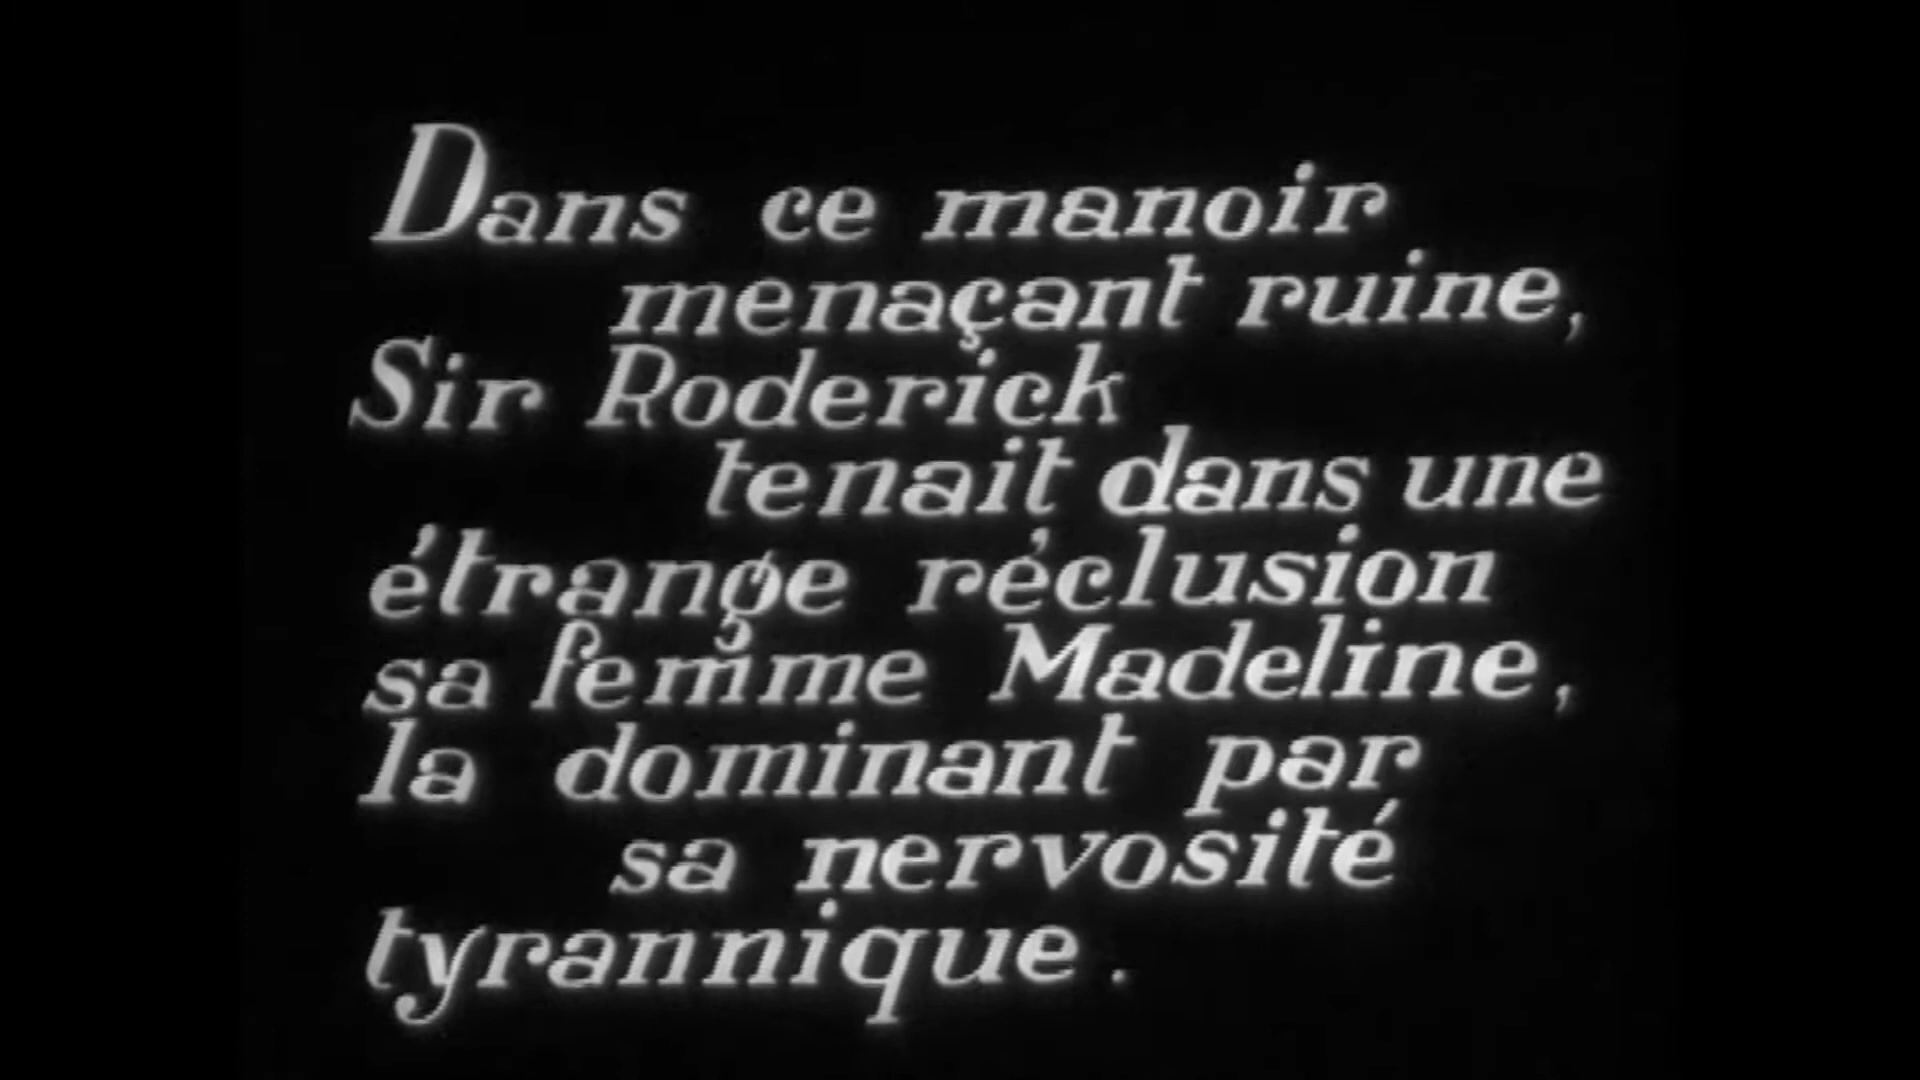 Dans ce manoir
menaçant ruine,
Sir Roderick
tenait dans une
étrange réclusion
sa femme Madeline,
la dominant par
sa nervosité
tyrannique.